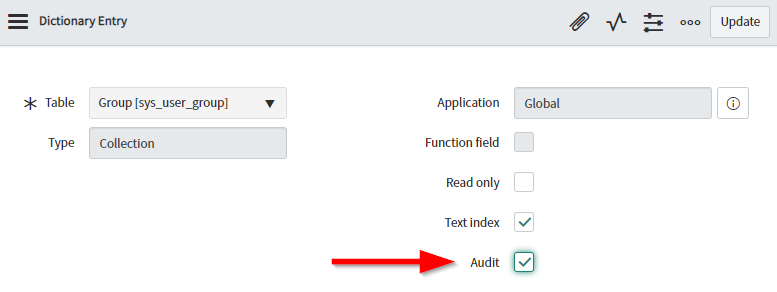 Dictionary Entry
Update
Table
Group [sys_user_group]
Application
Global
Type
Collection
Function field
Read only
Text index
Audit